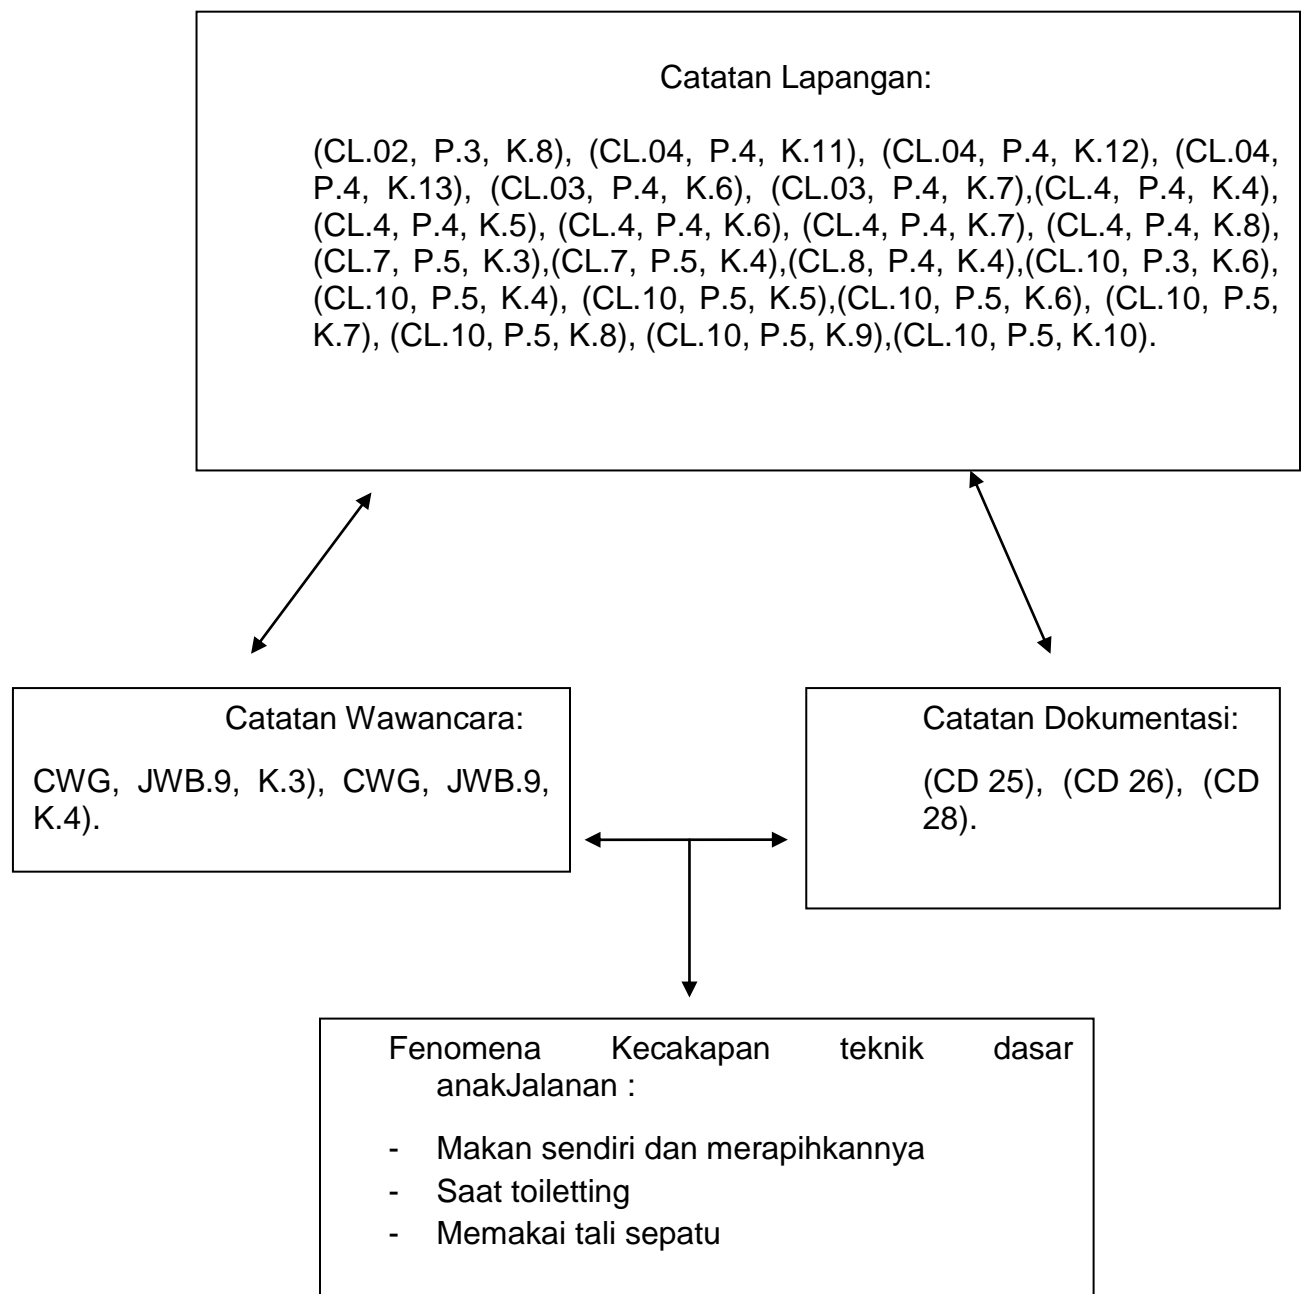 Catatan Lapangan:
(CL.02, P.3, K.8), (CL.04, P.4, K.11), (CL.04, P.4, K.12), (CL.04,
P.4, K.13), (CL.03, P.4, K.6), (CL.03, P.4, K.7),(CL.4, P.4, K.4),
(CL.4, P.4, K.5), (CL.4, P.4, K.6), (CL.4, P.4, K.7), (CL.4, P.4, K.8),
(CL.7, P.5, K.3),(CL.7, P.5, K.4),(CL.8, P.4, K.4),(CL.10, P.3, K.6),
(CL.10, P.5, K.4), (CL.10, P.5, K.5),(CL.10, P.5, K.6), (CL.10, P.5,
K.7), (CL.10, P.5, K.8), (CL.10, P.5, K.9),(CL.10, P.5, K.10).
Catatan Wawancara:
CWG, JWB.9, K.3), CWG, JWB.9,
K.4).
Catatan Dokumentasi:
(CD 25), (CD 26), (CD
28).
Fenomena Kecakapan teknik dasar
anakJalanan :
- Makan sendiri dan merapihkannya
- Saat toiletting
- Memakai tali sepatu